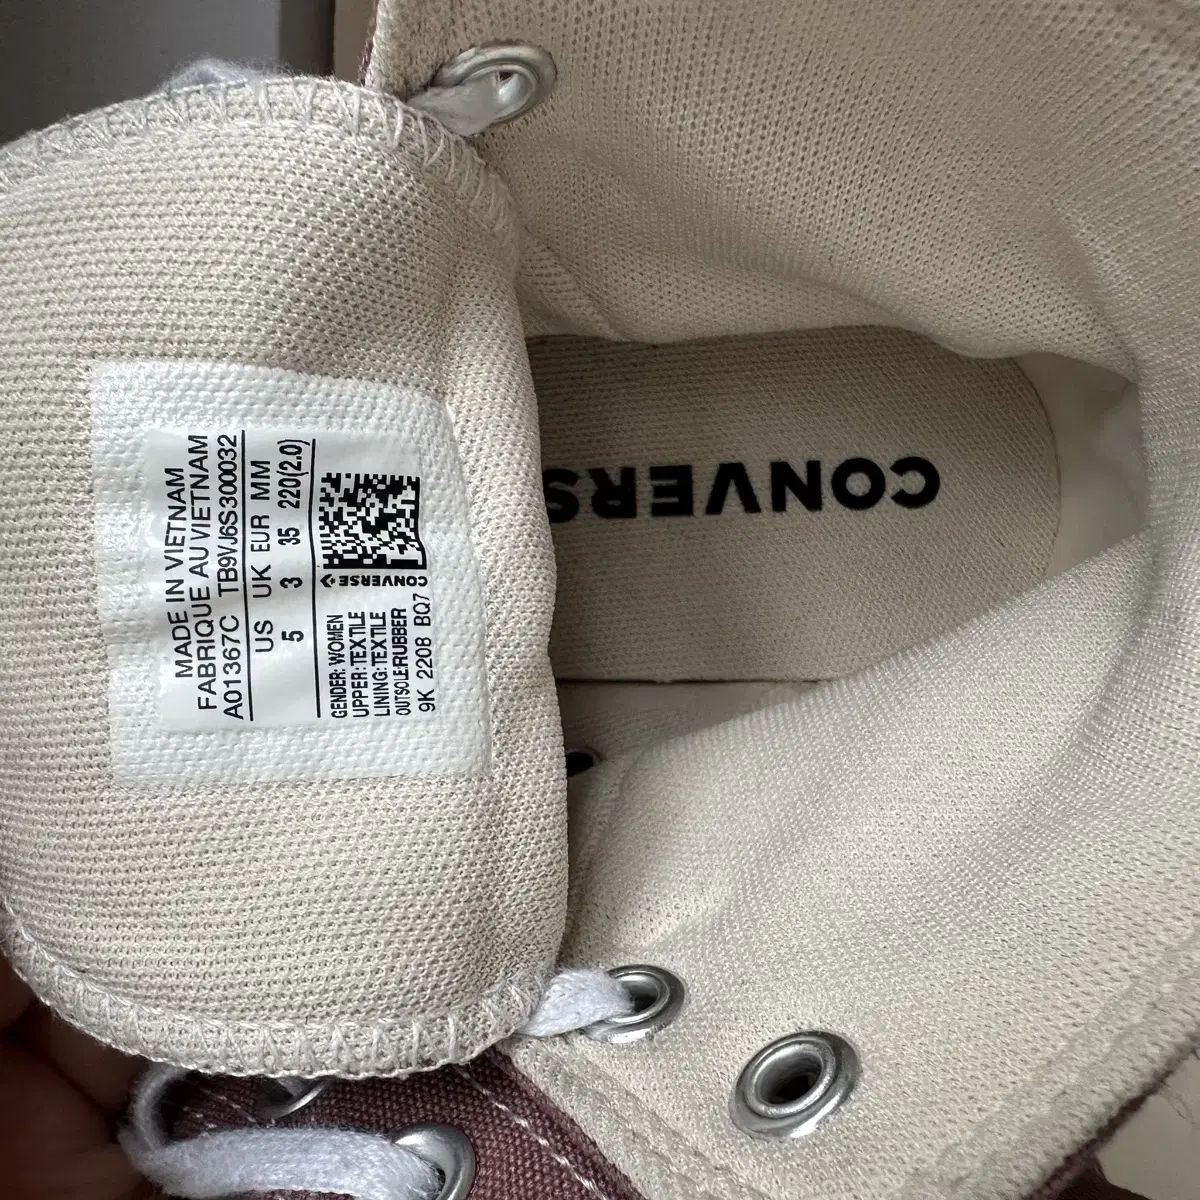 MADE IN VIETNAM
FABRIQUE AU VIETNAM
A01367C TB9VJ6S300032
US UK EUR MM
5 3 35 220(2.0)
GENDER: WOMEN
UPPER: TEXTILE
LINING: TEXTILE
OUTSOLE:RUBBER
9K 2208 BQ7
CONVERSE
CONVERS